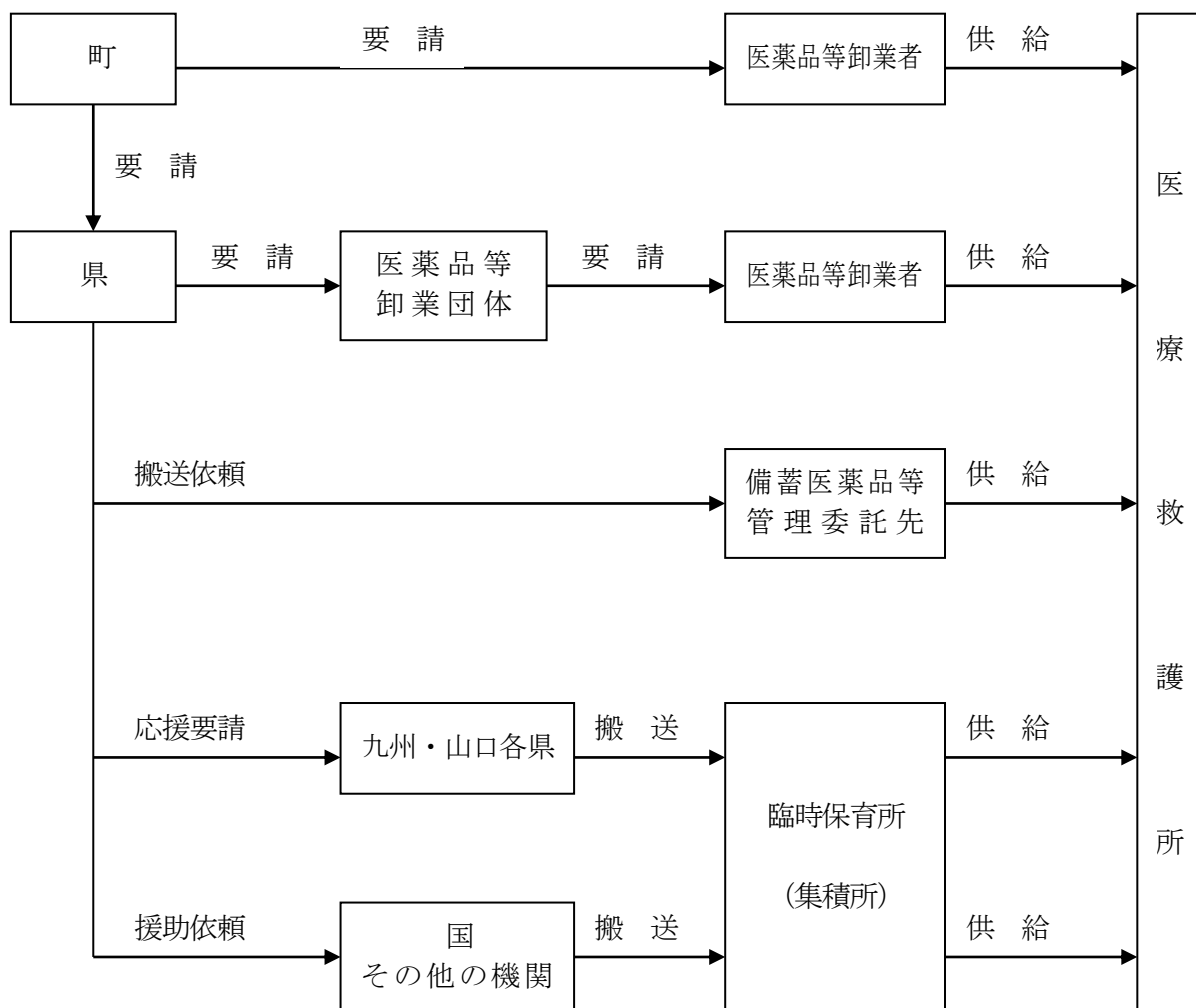 町
要 請
医薬品等卸業者
供 給
要 請
県
要 請
医薬品等
卸業団体
要 請
医薬品等卸業者
供 給
搬送依頼
備蓄医薬品等
管理委託先
供 給
応援要請
九州・山口各県
搬 送
臨時保育所
(集積所)
供 給
援助依頼
国
その他の機関
搬 送
供 給
医療救護所